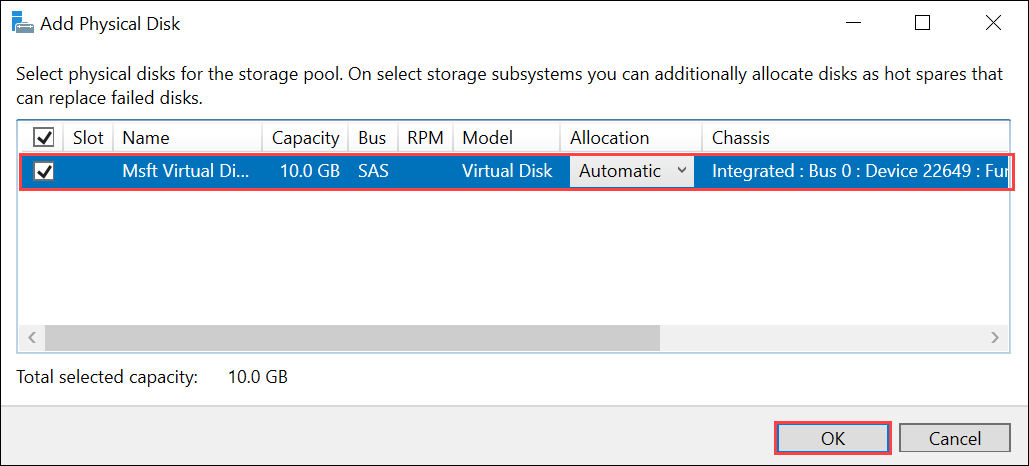 Add Physical Disk
Select physical disks for the storage pool. On select storage subsystems you can additionally allocate disks as hot spares that
can replace failed disks.
Slot Name Capacity Bus RPM Model Allocation Chassis
Msft Virtual Di... 10.0 GB SAS Virtual Disk Automatic Integrated : Bus 0 : Device 22649 : Fur
Total selected capacity: 10.0 GB
OK Cancel